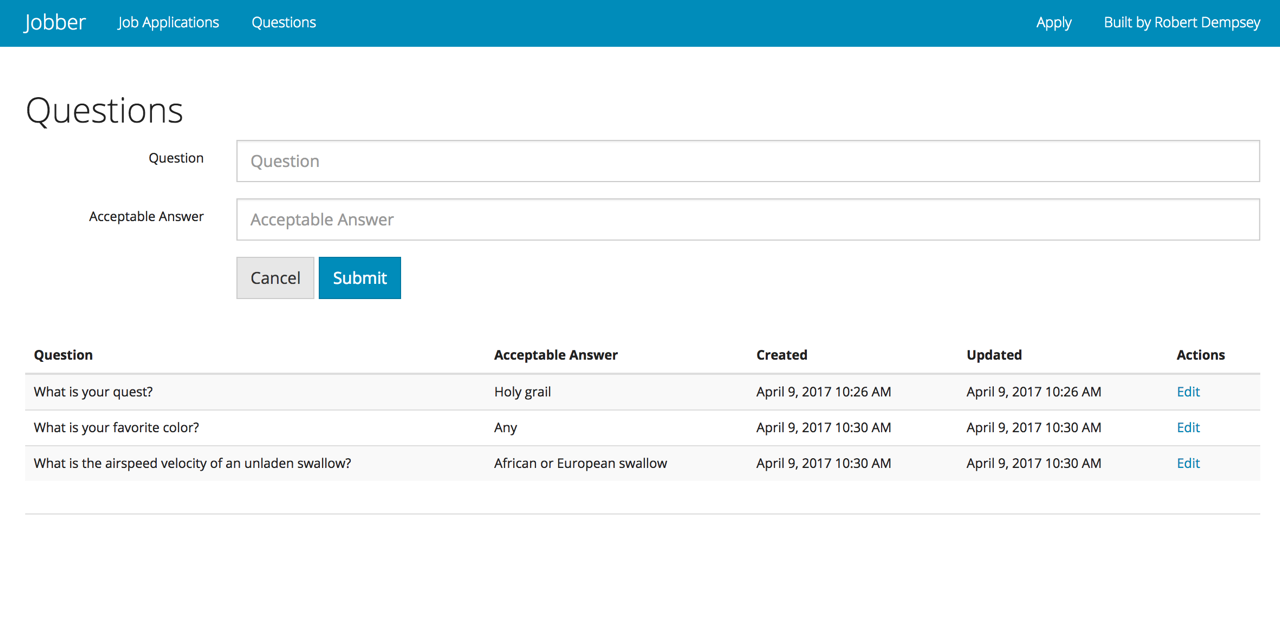 Jobber Job Applications Questions Apply Built by Robert Dempsey
Questions
Question Question
Acceptable Answer Acceptable Answer
Cancel Submit
Question Acceptable Answer Created Updated Actions
What is your quest? Holy grail April 9, 2017 10:26 AM April 9, 2017 10:26 AM Edit
What is your favorite color? Any April 9, 2017 10:30 AM April 9, 2017 10:30 AM Edit
What is the airspeed velocity of an unladen swallow? African or European swallow April 9, 2017 10:30 AM April 9, 2017 10:30 AM Edit